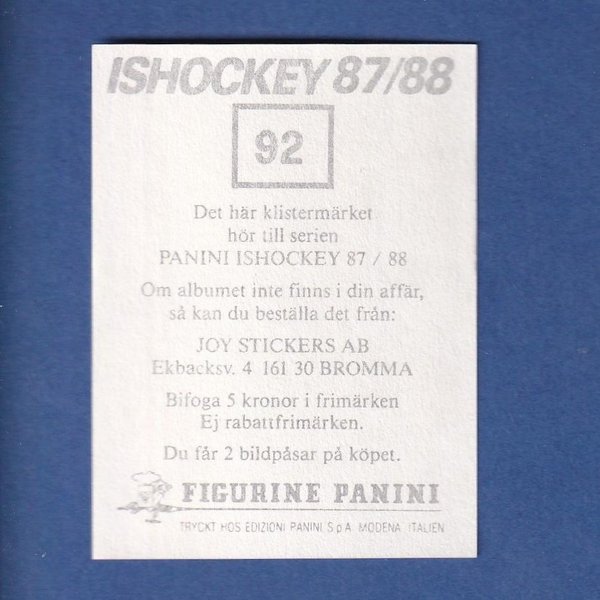 ISHOCKEY 87/88
92
Det här klistermärket
hör till serien
PANINI ISHOCKEY 87 / 88
Om albumet inte finns i din affär,
så kan du beställa det från:
JOY STICKERS AB
Ekbacksv. 4 161 30 BROMMA
Bifoga 5 kronor i frimärken
Ej rabattfrimärken.
Du får 2 bildpåsar på köpet.
FIGURINE PANINI
TRYCKT HOS EDIZIONI PANINI S.p.A. MODENA ITALIEN